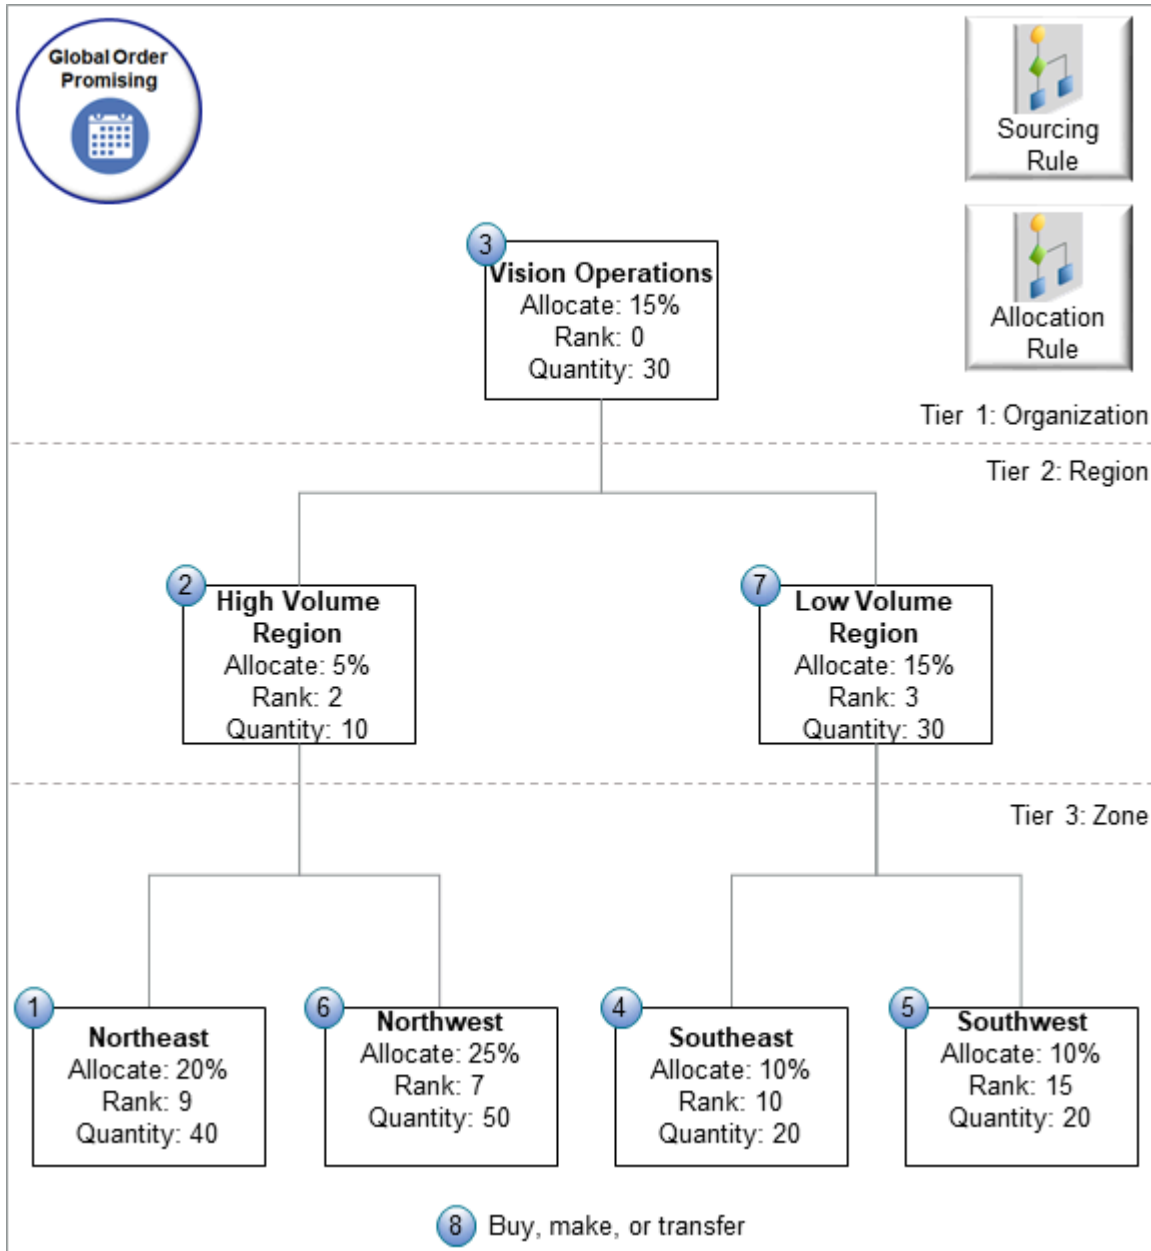 Global Order
Promising
Sourcing
Rule
Allocation
Rule
3
Vision Operations
Allocate: 15%
Rank: 0
Quantity: 30
Tier 1: Organization
Tier 2: Region
2
High Volume
Region
Allocate: 5%
Rank: 2
Quantity: 10
7
Low Volume
Region
Allocate: 15%
Rank: 3
Quantity: 30
Tier 3: Zone
1
Northeast
Allocate: 20%
Rank: 9
Quantity: 40
6
Northwest
Allocate: 25%
Rank: 7
Quantity: 50
4
Southeast
Allocate: 10%
Rank: 10
Quantity: 20
5
Southwest
Allocate: 10%
Rank: 15
Quantity: 20
8 Buy, make, or transfer